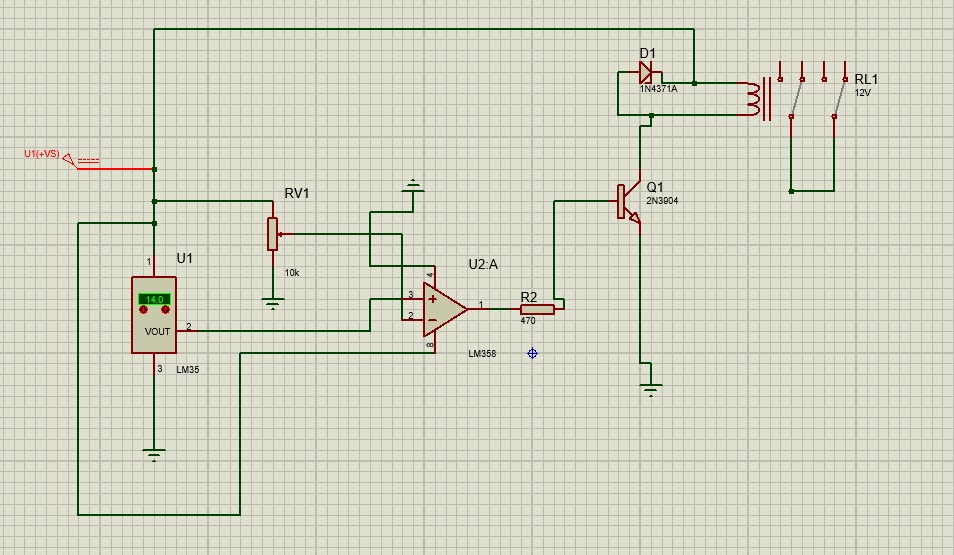 D1
1N4371A
RL1
12V
U1(+VS)
RV1
10k
Q1
2N3904
U1
1
14.0
VOUT
2
3
LM35
U2:A
4
3
2
1
8
LM358
R2
470